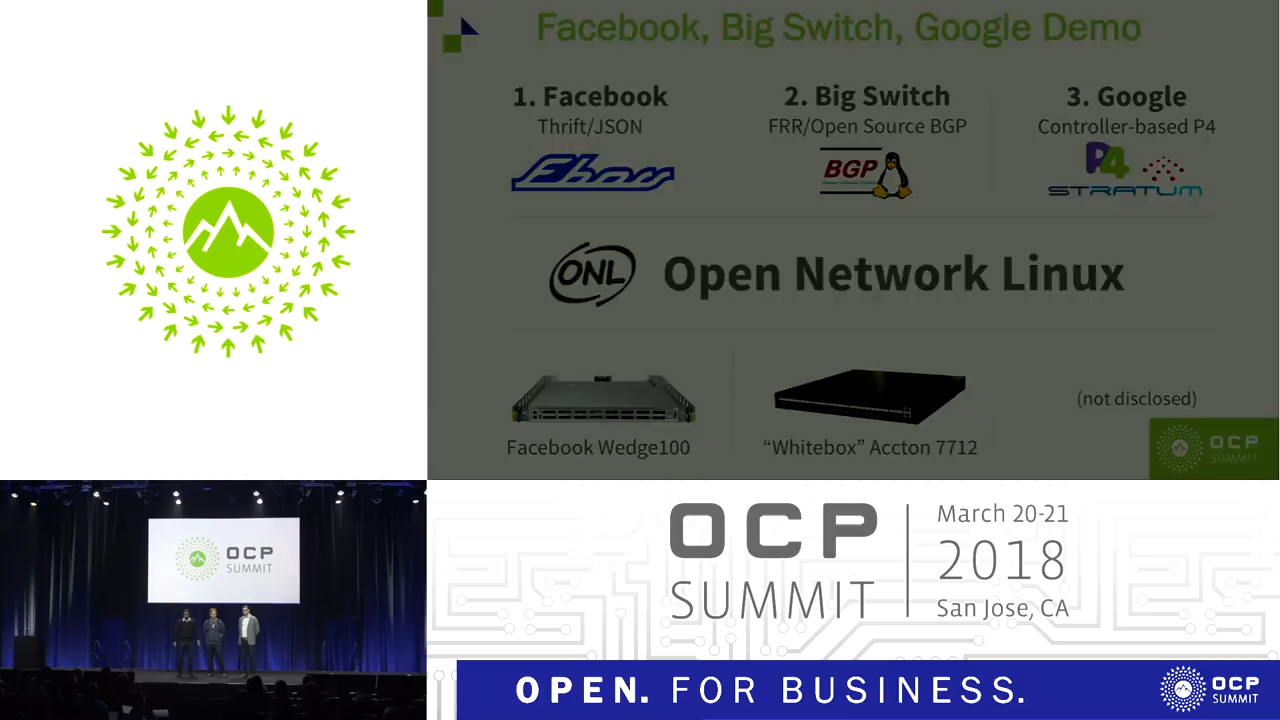 Facebook, Big Switch, Google Demo
1. Facebook
Thrift/JSON
Fboss
2. Big Switch
FRR/Open Source BGP
BGP
3. Google
Controller-based P4
P4
STRATUM
ONL
Open Network Linux
Facebook Wedge100
“Whitebox” Accton 7712
(not disclosed)
OCP
SUMMIT
OCP
SUMMIT
OCP
SUMMIT
March 20-21
2018
San Jose, CA
OPEN. FOR BUSINESS.
OCP
SUMMIT